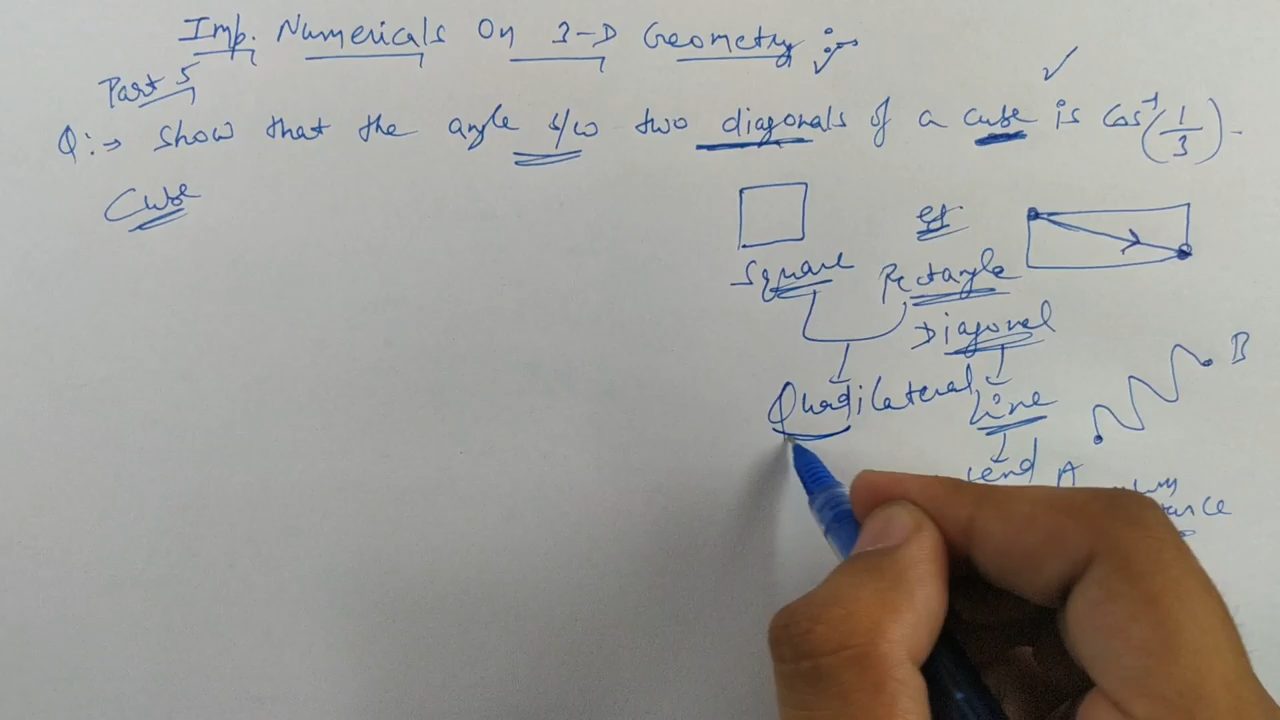 Imp. Numericals On 3-D Geometry :-
Part 5
Q:→ Show that the angle b/w two diagonals of a cube is Cos⁻¹(1/3).
Cube
Square
Rectangle
Diagonal
Quadilateral
Line
B
A